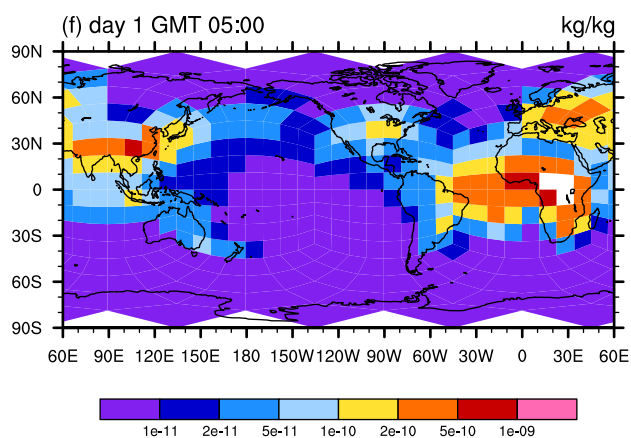 (f) day 1 GMT 05:00 kg/kg
90N
60N
30N
0
30S
60S
90S
60E 90E 120E 150E 180 150W 120W 90W 60W 30W 0 30E 60E
1e-11 2e-11 5e-11 1e-10 2e-10 5e-10 1e-09